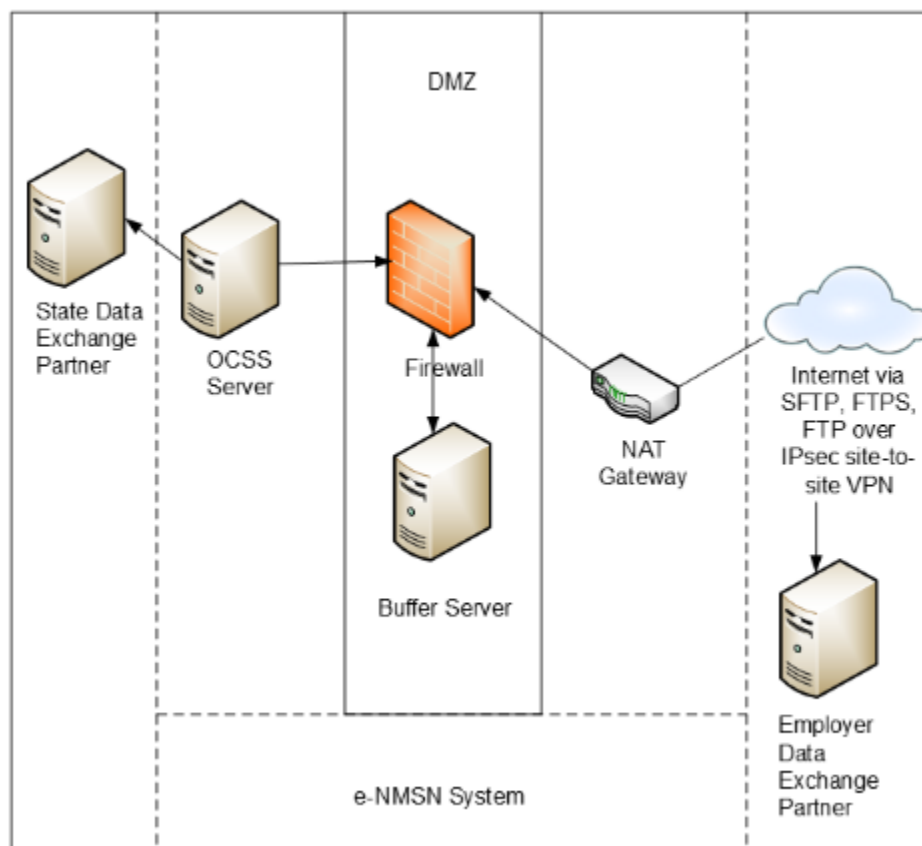 DMZ
State Data
Exchange
Partner
OCSS
Server
Firewall
NAT
Gateway
Internet via
SFTP, FTPS,
FTP over
IPsec site-to-
site VPN
Buffer Server
Employer
Data
Exchange
Partner
e-NMSN System